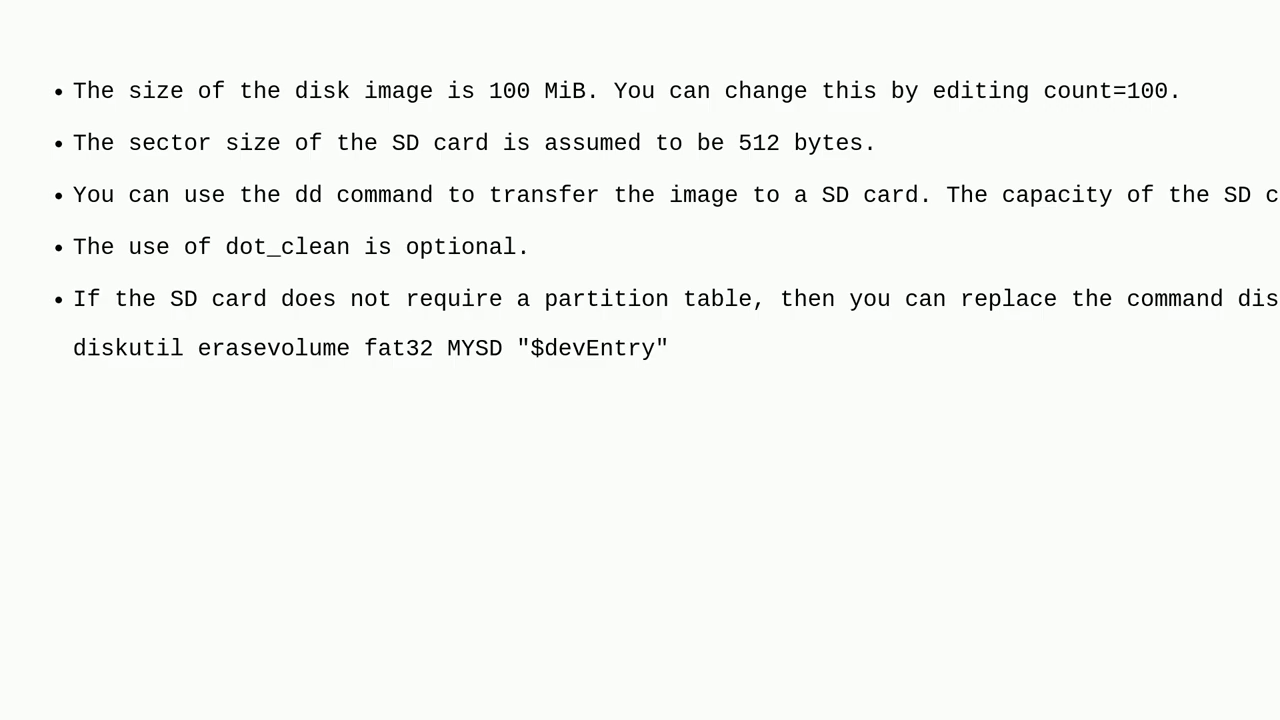 • The size of the disk image is 100 MiB. You can change this by editing count=100.
• The sector size of the SD card is assumed to be 512 bytes.
• You can use the dd command to transfer the image to a SD card. The capacity of the SD
• The use of dot_clean is optional.
• If the SD card does not require a partition table, then you can replace the command
diskutil erasevolume fat32 MYSD "$devEntry"